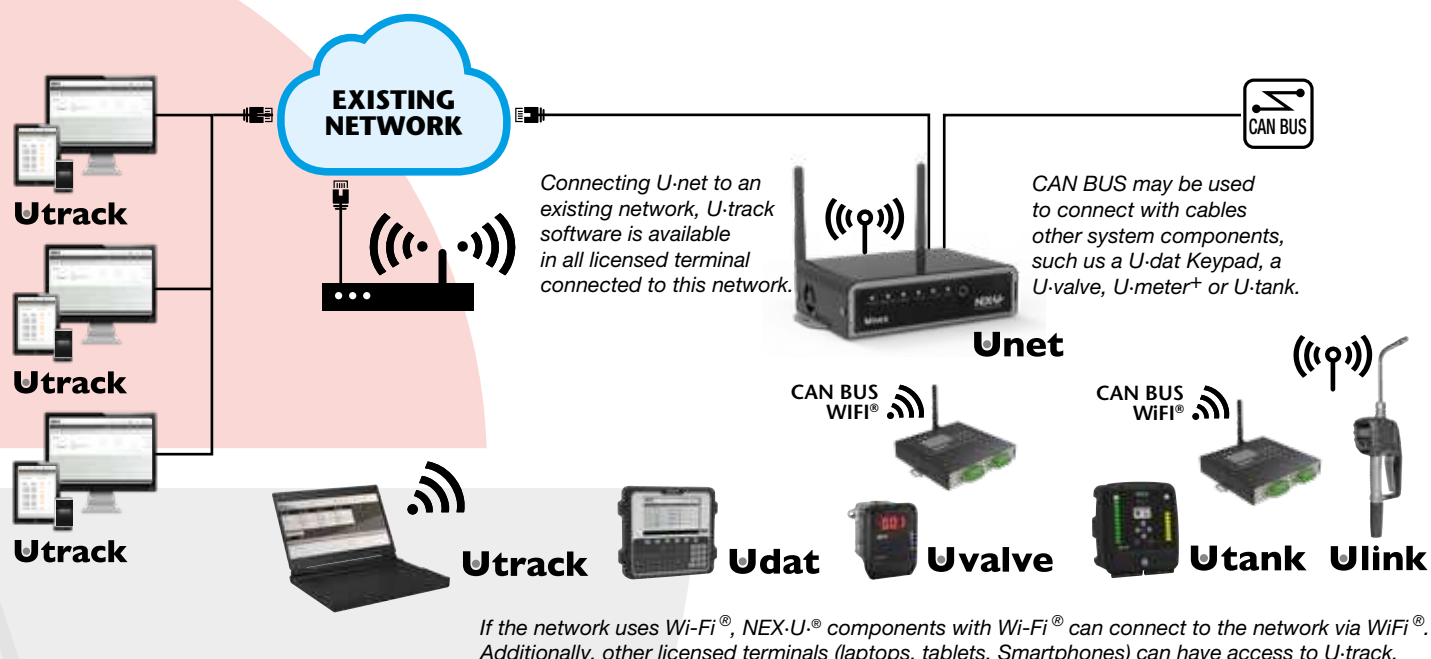 EXISTING
NETWORK
CAN BUS
Connecting U·net to an
existing network, U·track
software is available
in all licensed terminal
connected to this network.
CAN BUS may be used
to connect with cables
other system components,
such us a U·dat Keypad, a
U·valve, U·meter+ or U·tank.
Utrack
NEX·U·
Unet
Unet
Utrack
CAN BUS
WIFI®
CAN BUS
WiFi®
Utrack
Utrack
Udat
Uvalve
Utank
Ulink
If the network uses Wi-Fi ®, NEX·U·® components with Wi-Fi ® can connect to the network via WiFi ®.
Additionally, other licensed terminals (laptops, tablets, Smartphones) can have access to U·track.